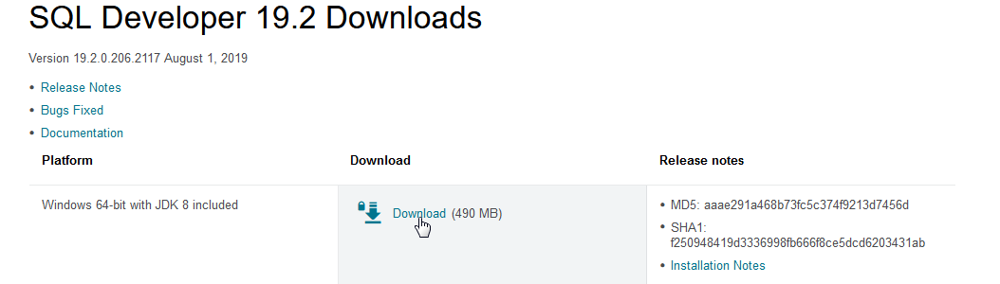 SQL Developer 19.2 Downloads
Version 19.2.0.206.2117 August 1, 2019
• Release Notes
• Bugs Fixed
• Documentation
Platform Download Release notes
Windows 64-bit with JDK 8 included
Download (490 MB)
• MD5: aaae291a468b73fc5c374f9213d7456d
• SHA1:
f250948419d3336998fb666f8ce5dcd6203431ab
• Installation Notes